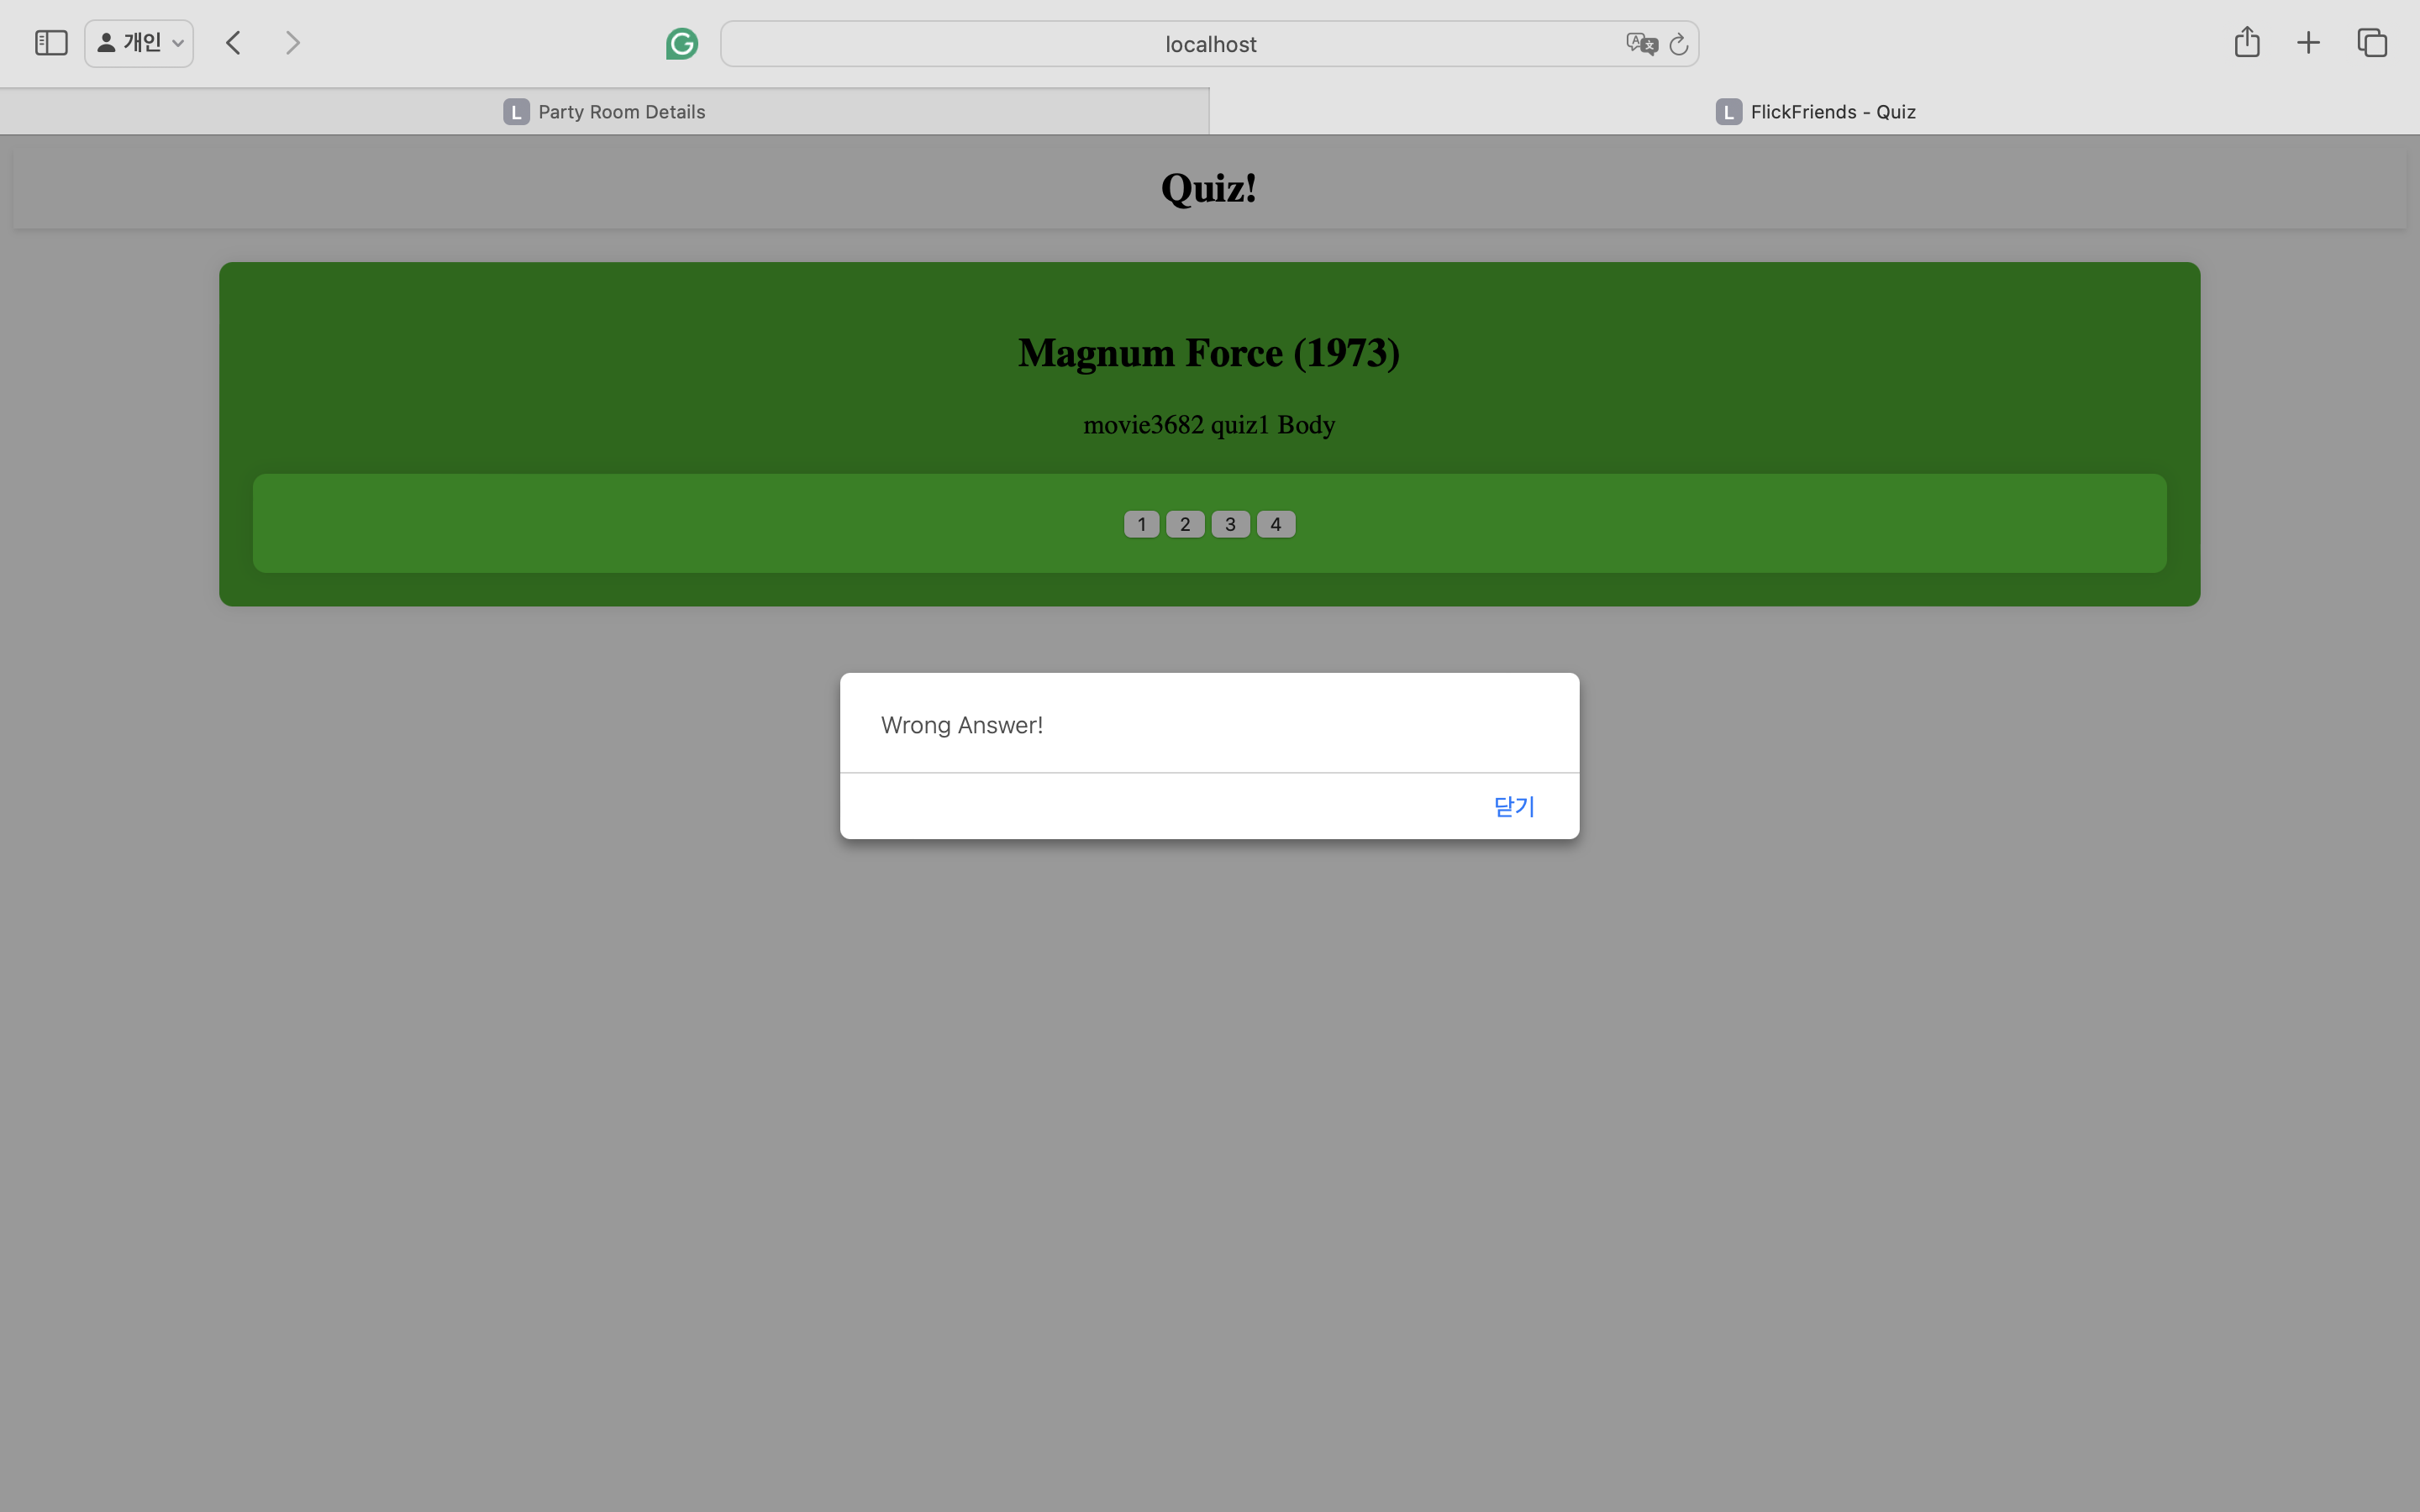 개인
localhost
L Party Room Details
L FlickFriends - Quiz
Quiz!
Magnum Force (1973)
movie3682 quiz1 Body
1 2 3 4
Wrong Answer!
닫기